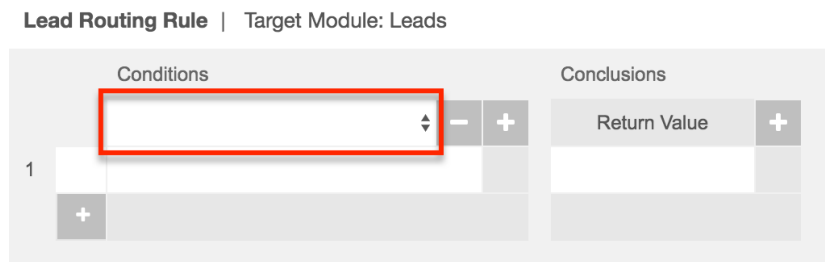 Lead Routing Rule | Target Module: Leads
Conditions Conclusions
Return Value
1